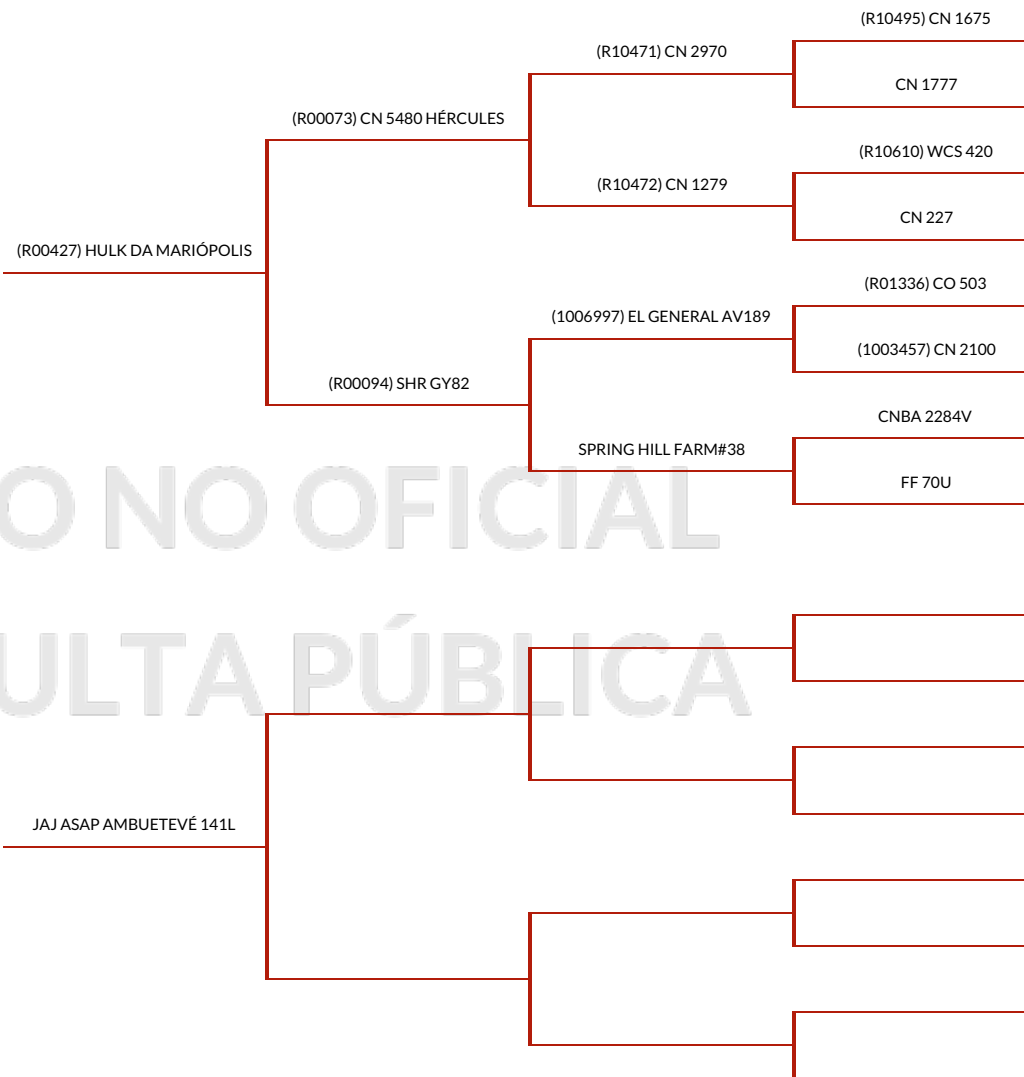 (R10495) CN 1675
(R10471) CN 2970
CN 1777
(R00073) CN 5480 HÉRCULES
(R10610) WCS 420
(R10472) CN 1279
CN 227
(R00427) HULK DA MARIÓPOLIS
(R01336) CO 503
(1006997) EL GENERAL AV189
(1003457) CN 2100
(R00094) SHR GY82
CNBA 2284V
SPRING HILL FARM#38
FF 70U
O NO OFICIAL
ULTA PÚBLICA
JAJ ASAP AMBUETEVÉ 141L